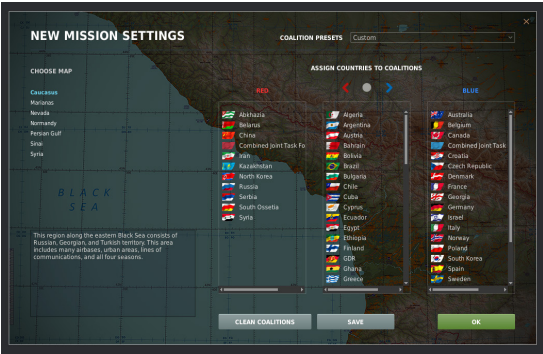 NEW MISSION SETTINGS
COALITION PRESETS
Custom
CHOOSE MAP
ASSIGN COUNTRIES TO COALITIONS
Caucasus
Marianas
Nevada
Normandy
Persian Gulf
Sinai
Syria
BLACK
SEA
This region along the eastern Black Sea consists of
Russian, Georgian, and Turkish territory. This area
includes many airbases, urban areas, lines of
communications, and all four seasons.
RED
Abkhazia
Belarus
China
Combined Joint Task Fo
Iran
Kazakhstan
North Korea
Russia
Serbia
South Ossetia
Syria
Algeria
Argentina
Austria
Bahrain
Bolivia
Brazil
Bulgaria
Chile
Cuba
Cyprus
Ecuador
Egypt
Ethiopia
Finland
GDR
Ghana
Greece
BLUE
Australia
Belgium
Canada
Combined Joint Task
Croatia
Czech Republic
Denmark
France
Georgia
Germany
Israel
Italy
Norway
Poland
South Korea
Spain
Sweden
CLEAN COALITIONS
SAVE
OK